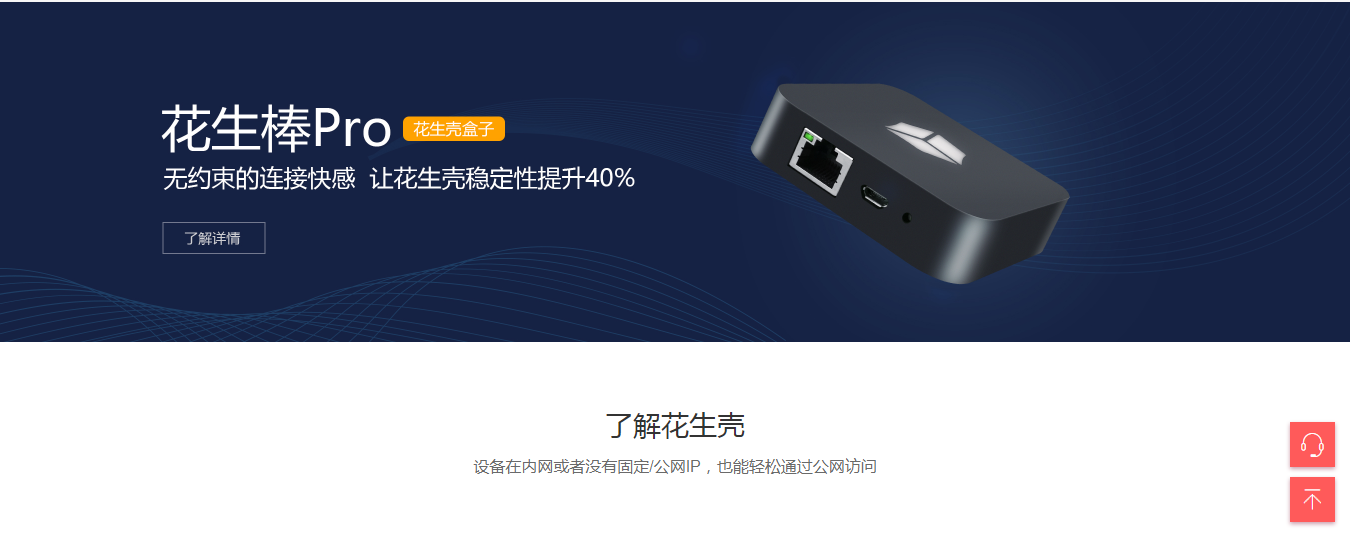 花生棒Pro 花生壳盒子
无约束的连接快感 让花生壳稳定性提升40%
了解详情
了解花生壳
设备在内网或者没有固定/公网IP，也能轻松通过公网访问